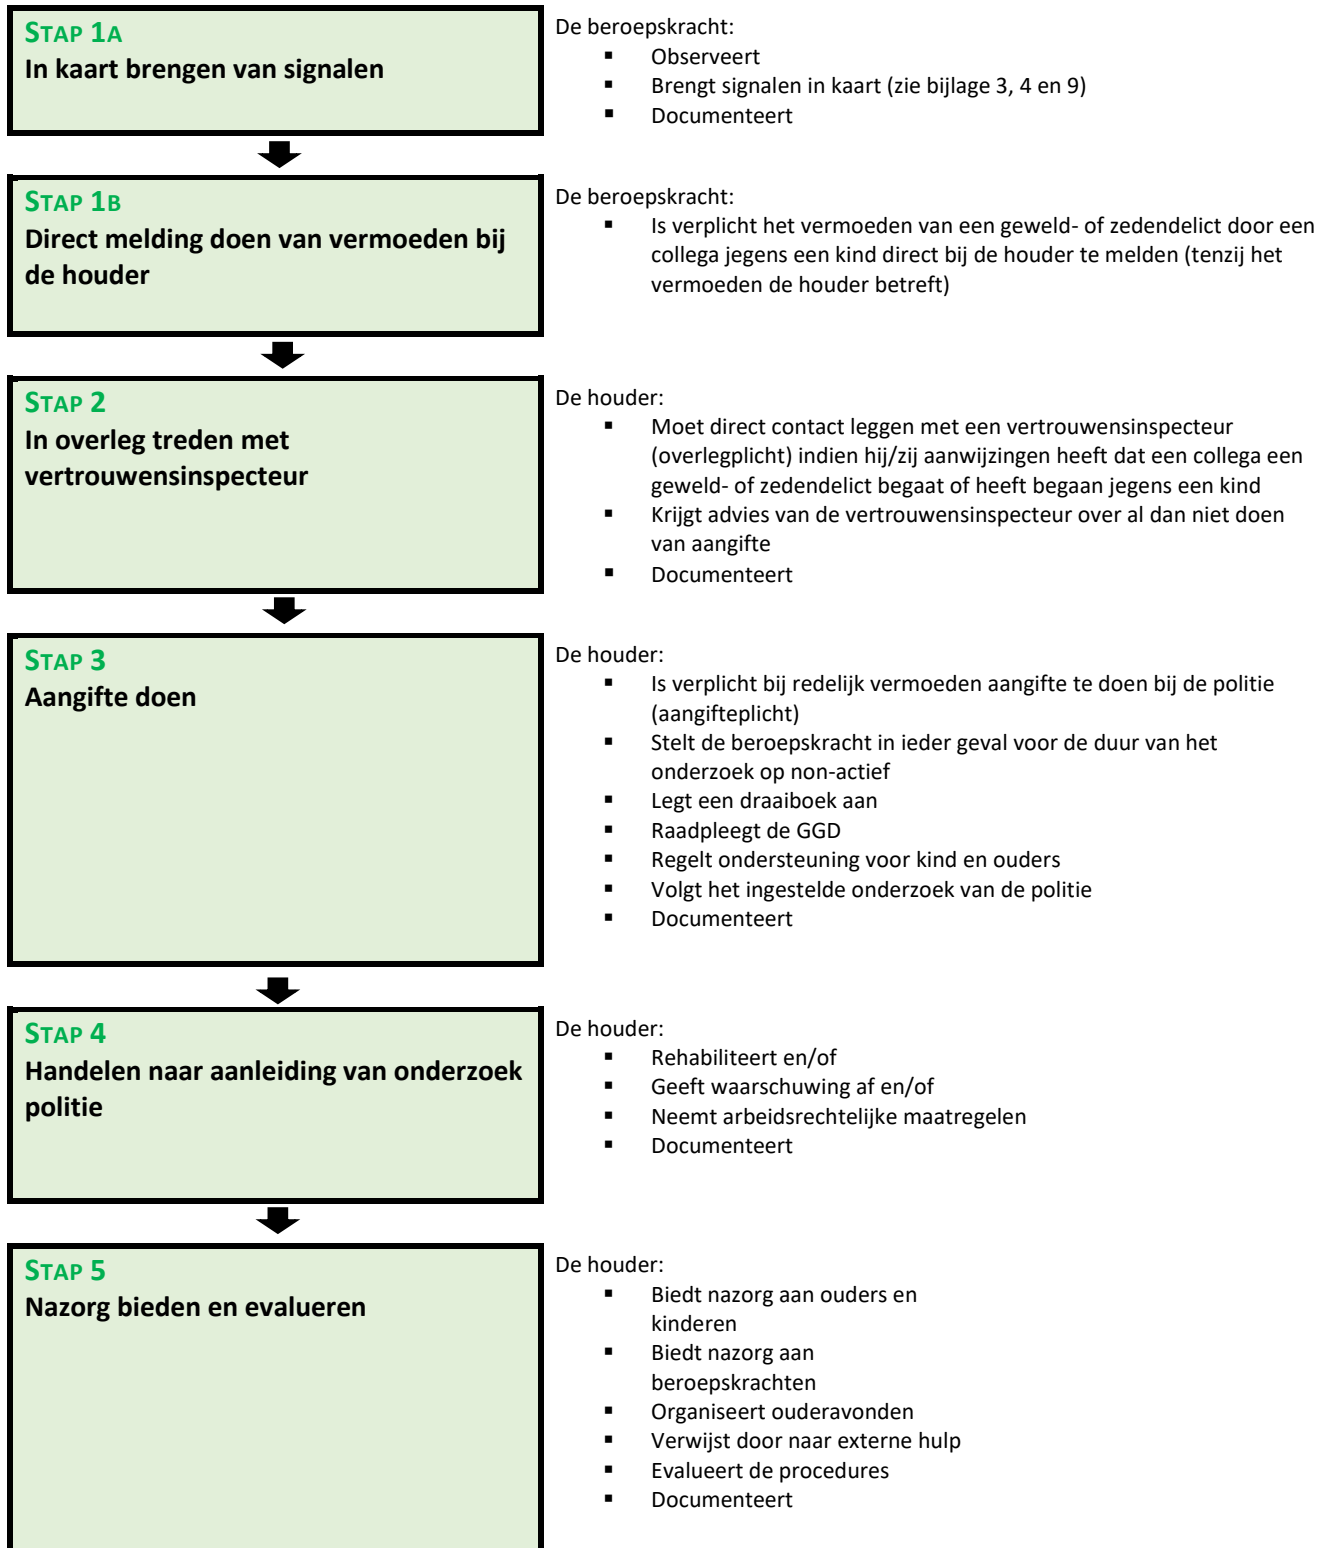 STAP 1A
In kaart brengen van signalen
De beroepskracht:
▪ Observeert
▪ Brengt signalen in kaart (zie bijlage 3, 4 en 9)
▪ Documenteert
STAP 1B
Direct melding doen van vermoeden bij
de houder
De beroepskracht:
▪ Is verplicht het vermoeden van een geweld- of zedendelict door een
collega jegens een kind direct bij de houder te melden (tenzij het
vermoeden de houder betreft)
STAP 2
In overleg treden met
vertrouwensinspecteur
De houder:
▪ Moet direct contact leggen met een vertrouwensinspecteur
(overlegplicht) indien hij/zij aanwijzingen heeft dat een collega een
geweld- of zedendelict begaat of heeft begaan jegens een kind
▪ Krijgt advies van de vertrouwensinspecteur over al dan niet doen
van aangifte
▪ Documenteert
STAP 3
Aangifte doen
De houder:
▪ Is verplicht bij redelijk vermoeden aangifte te doen bij de politie
(aangifteplicht)
▪ Stelt de beroepskracht in ieder geval voor de duur van het
onderzoek op non-actief
▪ Legt een draaiboek aan
▪ Raadpleegt de GGD
▪ Regelt ondersteuning voor kind en ouders
▪ Volgt het ingestelde onderzoek van de politie
▪ Documenteert
STAP 4
Handelen naar aanleiding van onderzoek
politie
De houder:
▪ Rehabiliteert en/of
▪ Geeft waarschuwing af en/of
▪ Neemt arbeidsrechtelijke maatregelen
▪ Documenteert
STAP 5
Nazorg bieden en evalueren
De houder:
▪ Biedt nazorg aan ouders en
kinderen
▪ Biedt nazorg aan
beroepskrachten
▪ Organiseert ouderavonden
▪ Verwijst door naar externe hulp
▪ Evalueert de procedures
▪ Documenteert